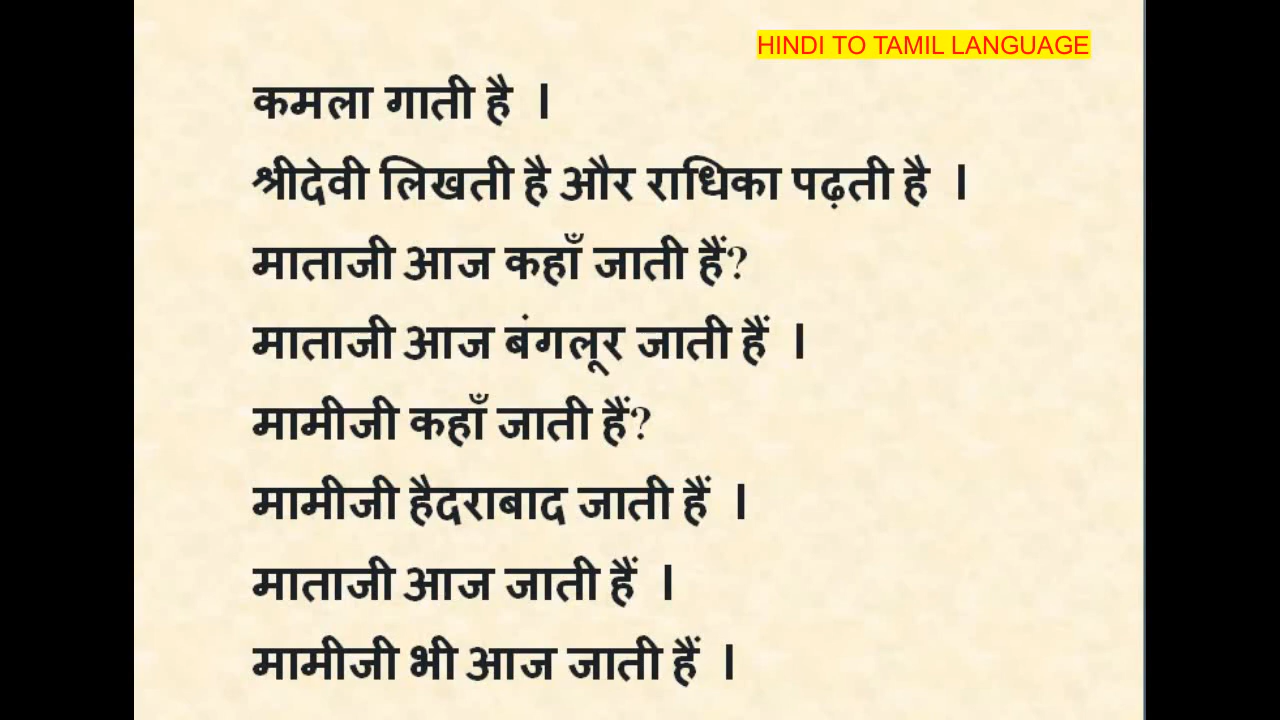 HINDI TO TAMIL LANGUAGE
कमला गाती है ।
श्रीदेवी लिखती है और राधिका पढ़ती है ।
माताजी आज कहाँ जाती हैं?
माताजी आज बंगलूर जाती हैं ।
मामीजी कहाँ जाती हैं?
मामीजी हैदराबाद जाती हैं ।
माताजी आज जाती हैं ।
मामीजी भी आज जाती हैं ।